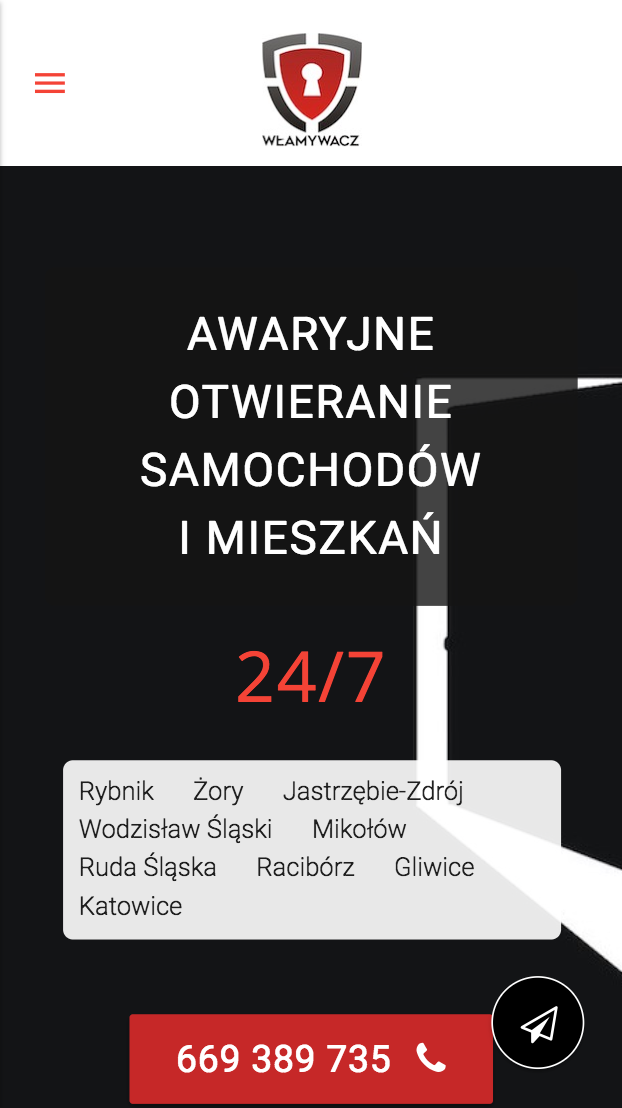 WŁAMYWACZ
AWARYJNE
OTWIERANIE
SAMOCHODÓW
I MIESZKAŃ
24/7
Rybnik Żory Jastrzębie-Zdrój
Wodzisław Śląski Mikołów
Ruda Śląska Racibórz Gliwice
Katowice
669 389 735